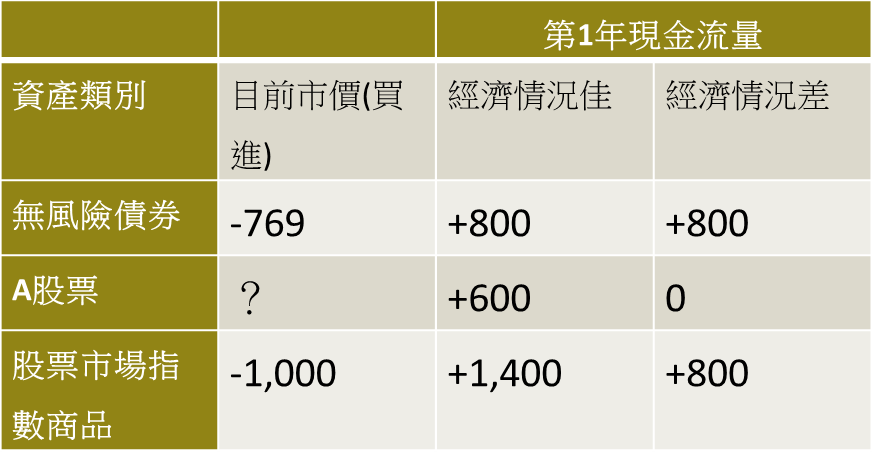 第1年現金流量
資產類別 目前市價(買 經濟情況佳 經濟情況差
進)
無風險債券 -769 +800 +800
A股票 ？ +600 0
股票市場指 -1,000 +1,400 +800
數商品